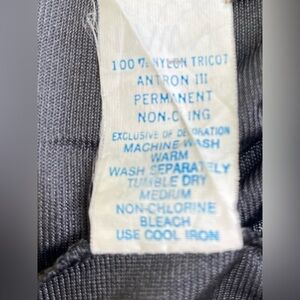 100% NYLON TRICOT
ANTRON III
PERMANENT
NON-CLING
EXCLUSIVE OF DECORATION
MACHINE WASH
WARM
WASH SEPARATELY
TUMBLE DRY
MEDIUM
NON-CHLORINE
BLEACH
USE COOL IRON